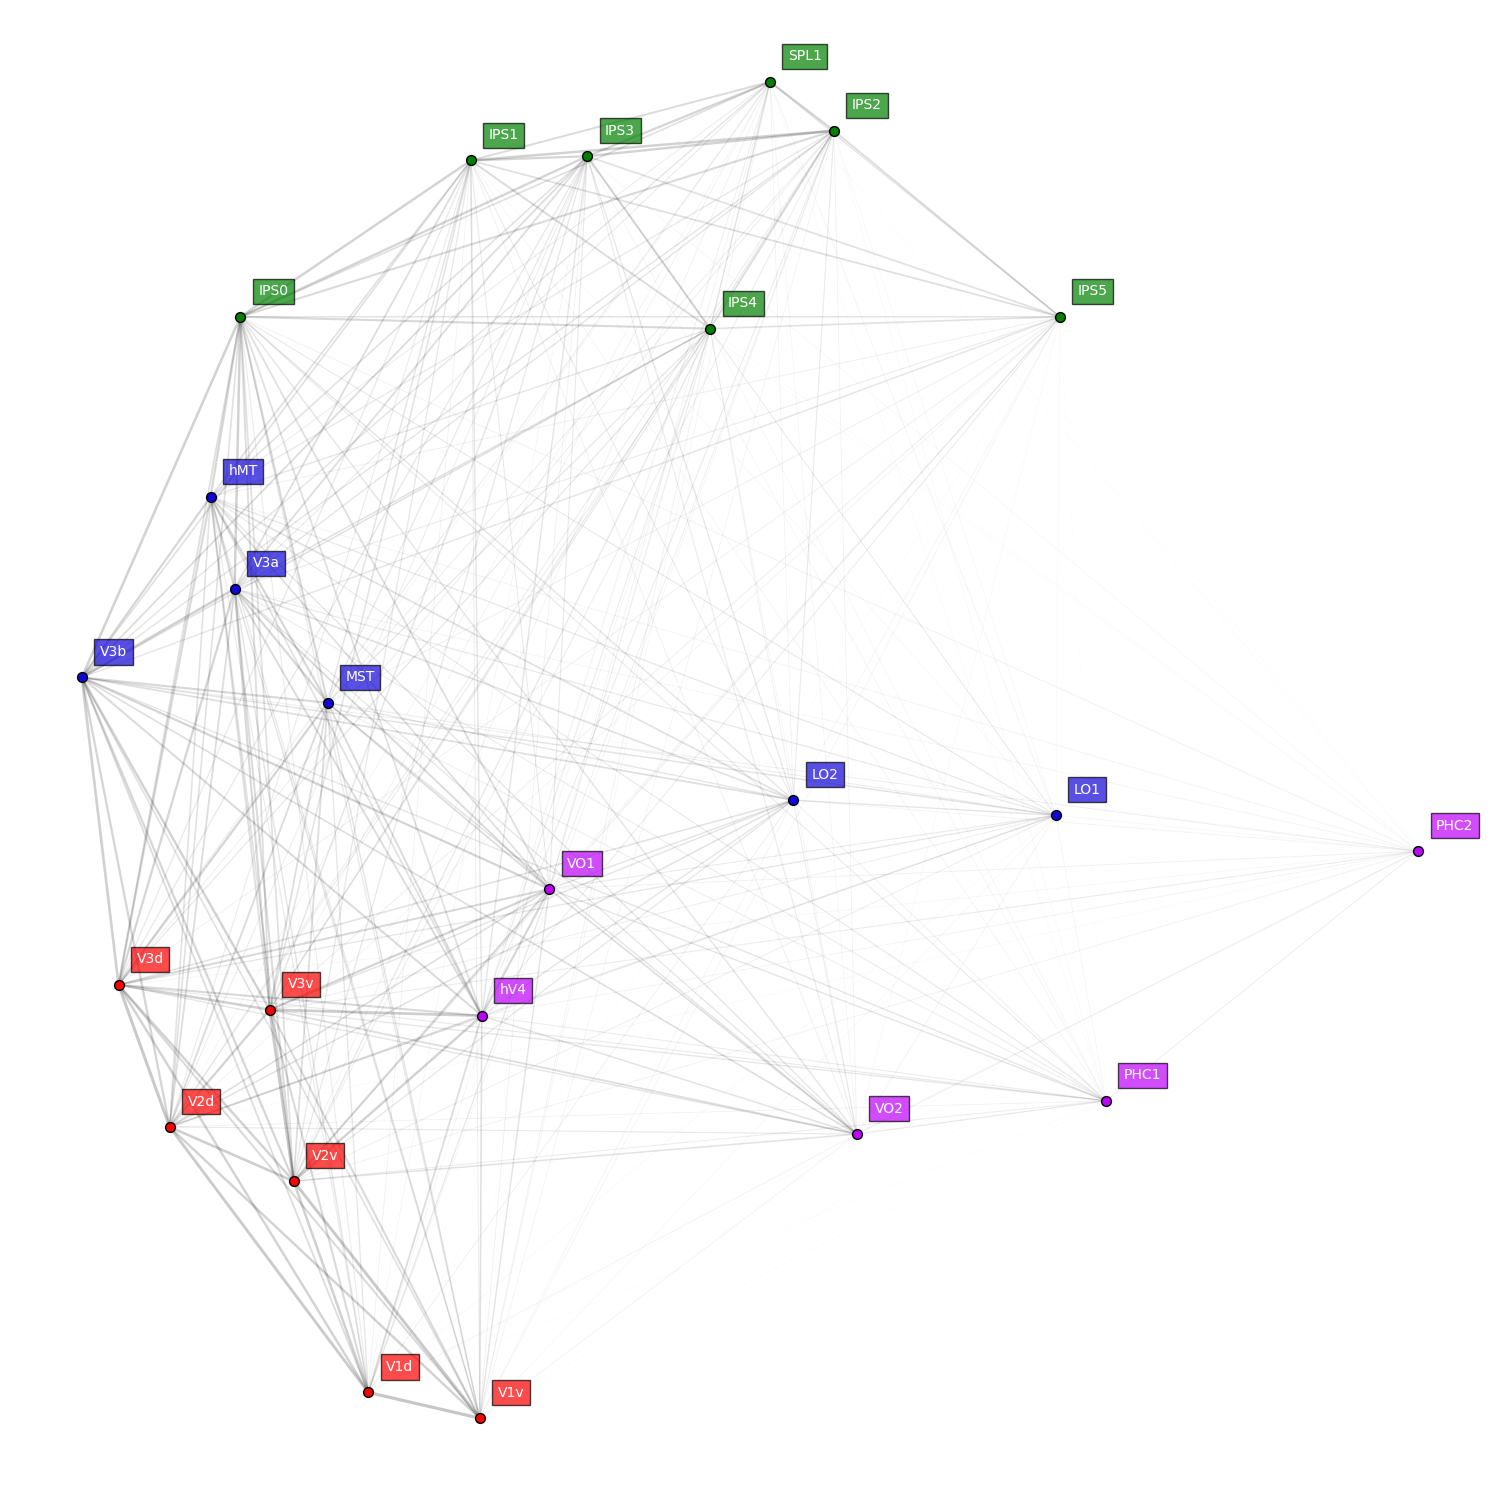 SPL1
IPS2
IPS3
IPS1
IPS0
IPS5
IPS4
hMT
V3a
V3b
MST
LO2
LO1
PHC2
VO1
V3d
V3v
hV4
PHC1
V2d
VO2
V2v
V1d
V1v